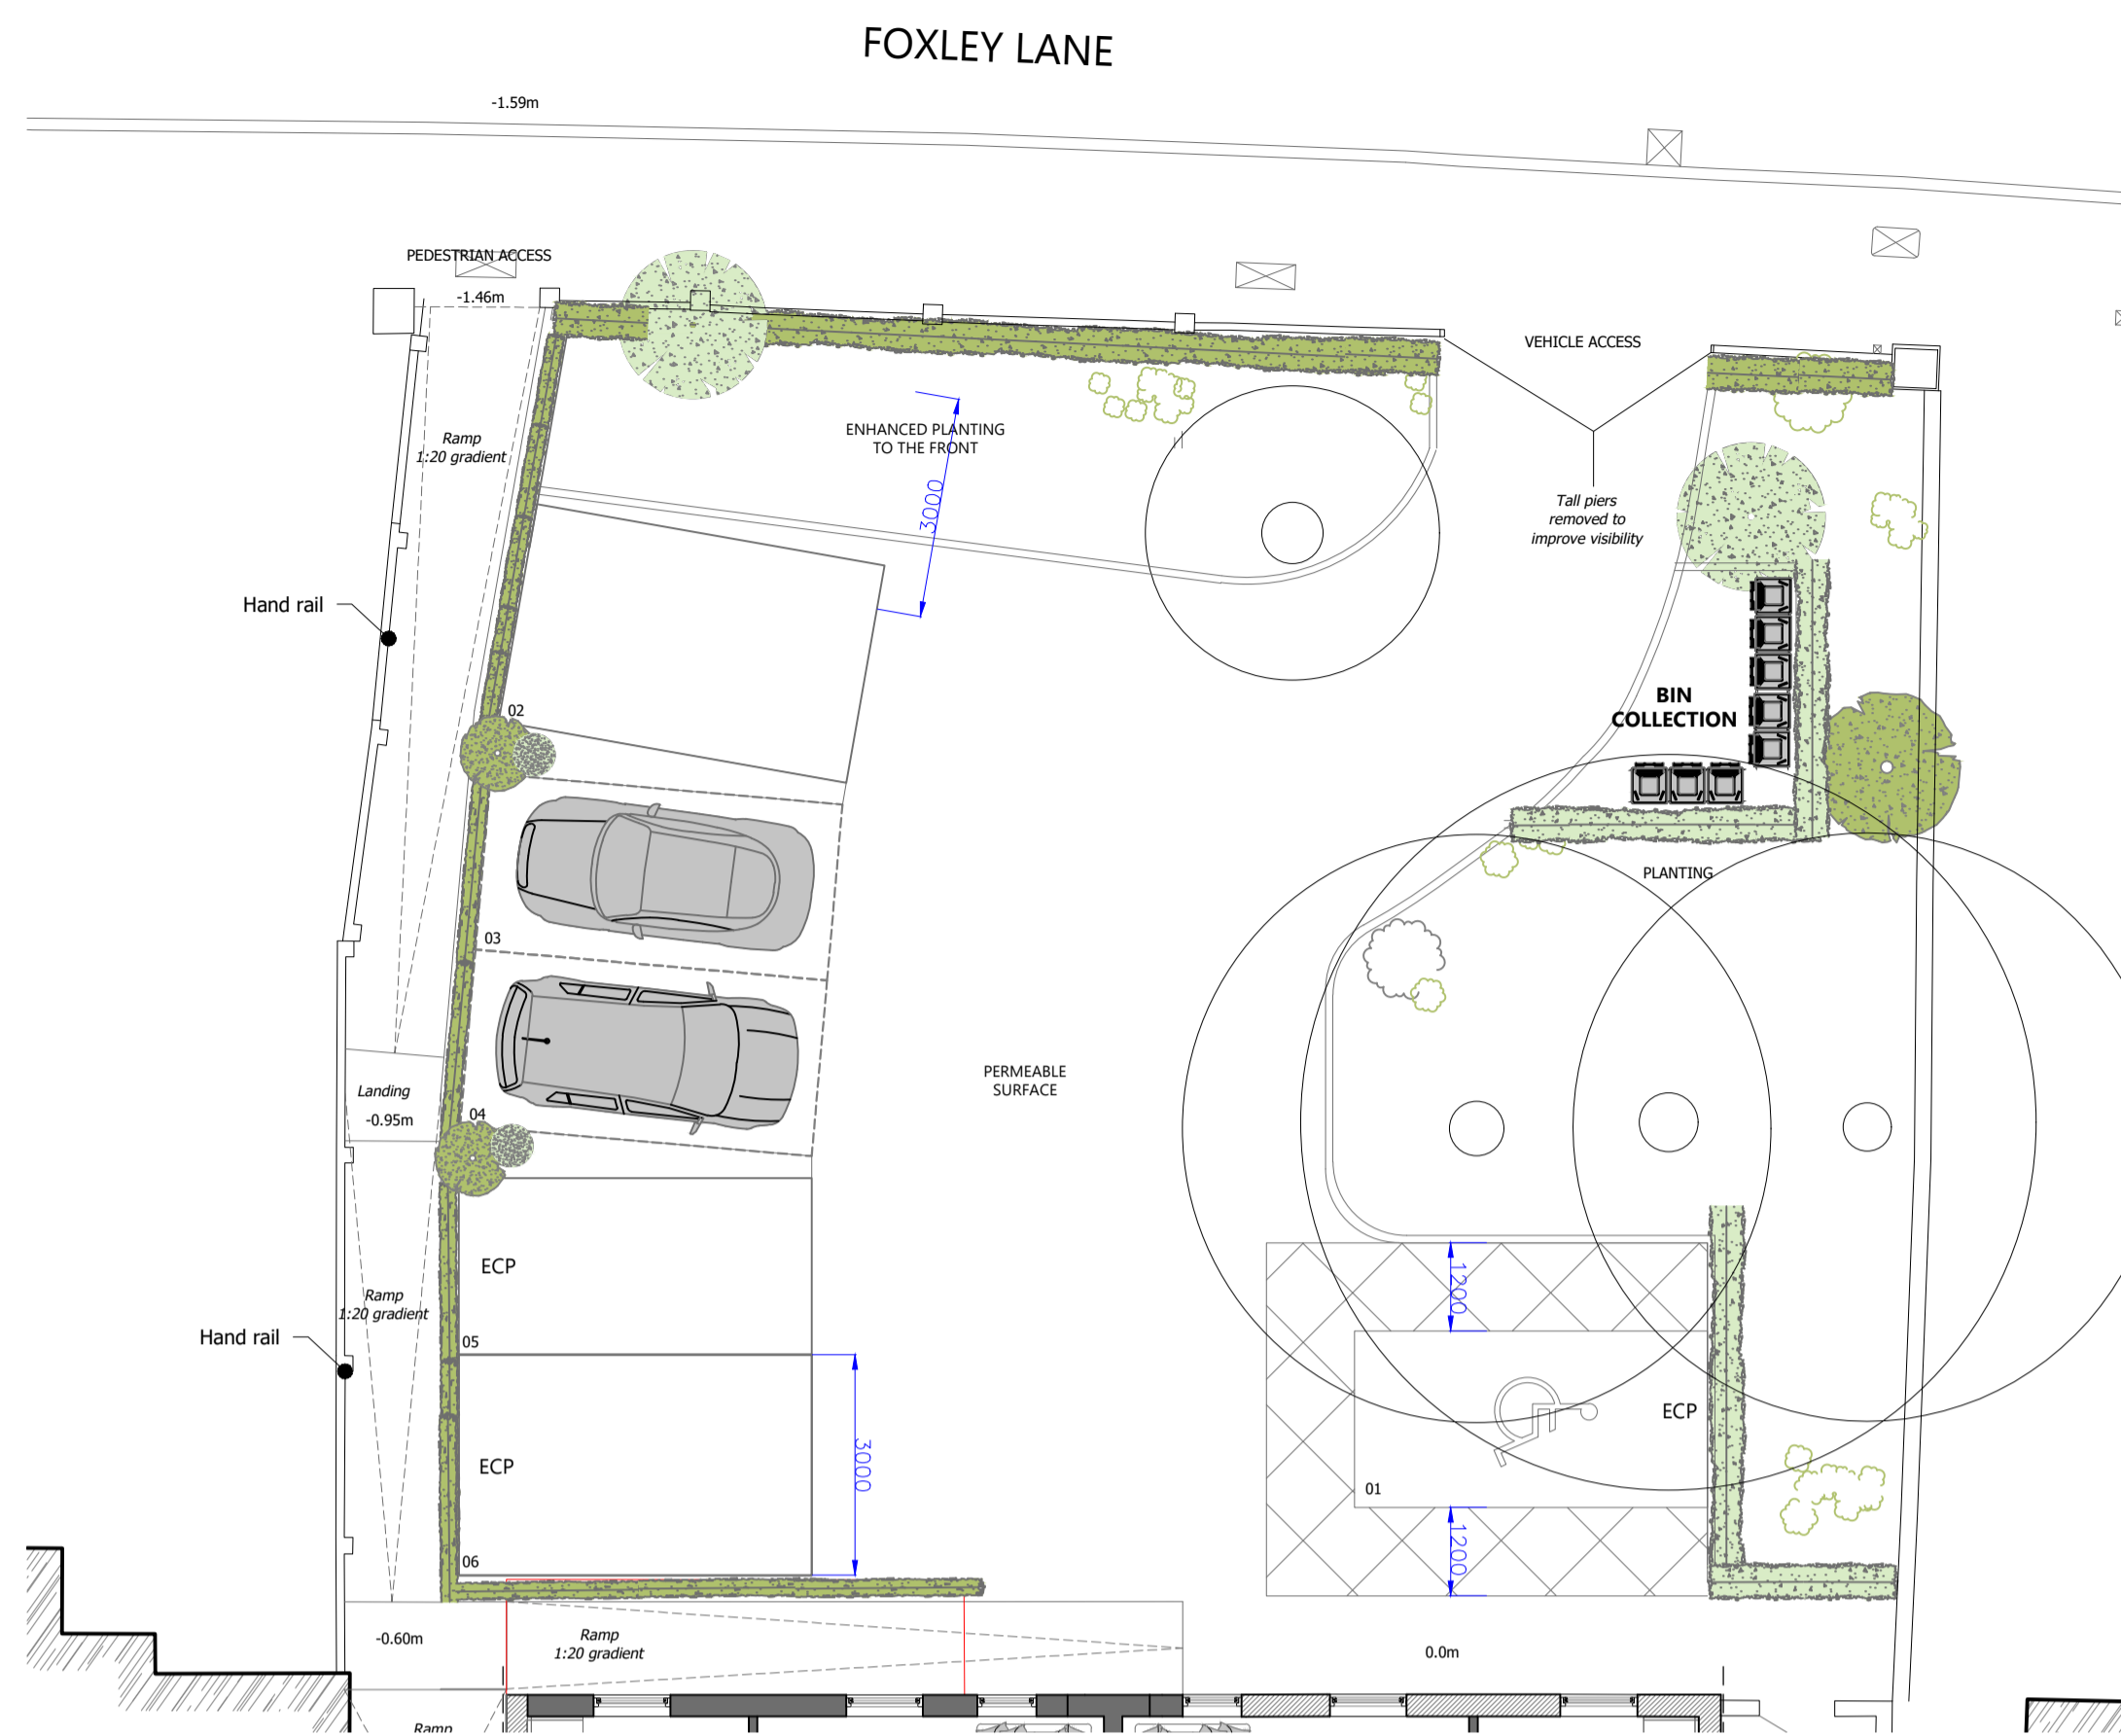 FOXLEY LANE
-1.59m
PEDESTRIAN ACCESS
-1.46m
VEHICLE ACCESS
Ramp
1:20 gradient
ENHANCED PLANTING
TO THE FRONT
3000
Tall piers
removed to
improve visibility
Hand rail
02
BIN
COLLECTION
PLANTING
03
PERMEABLE
SURFACE
Landing
-0.95m
04
ECP
1200
Ramp
1:20 gradient
Hand rail
05
ECP
3000
ECP
01
1200
06
-0.60m
Ramp
1:20 gradient
0.0m
Ramp